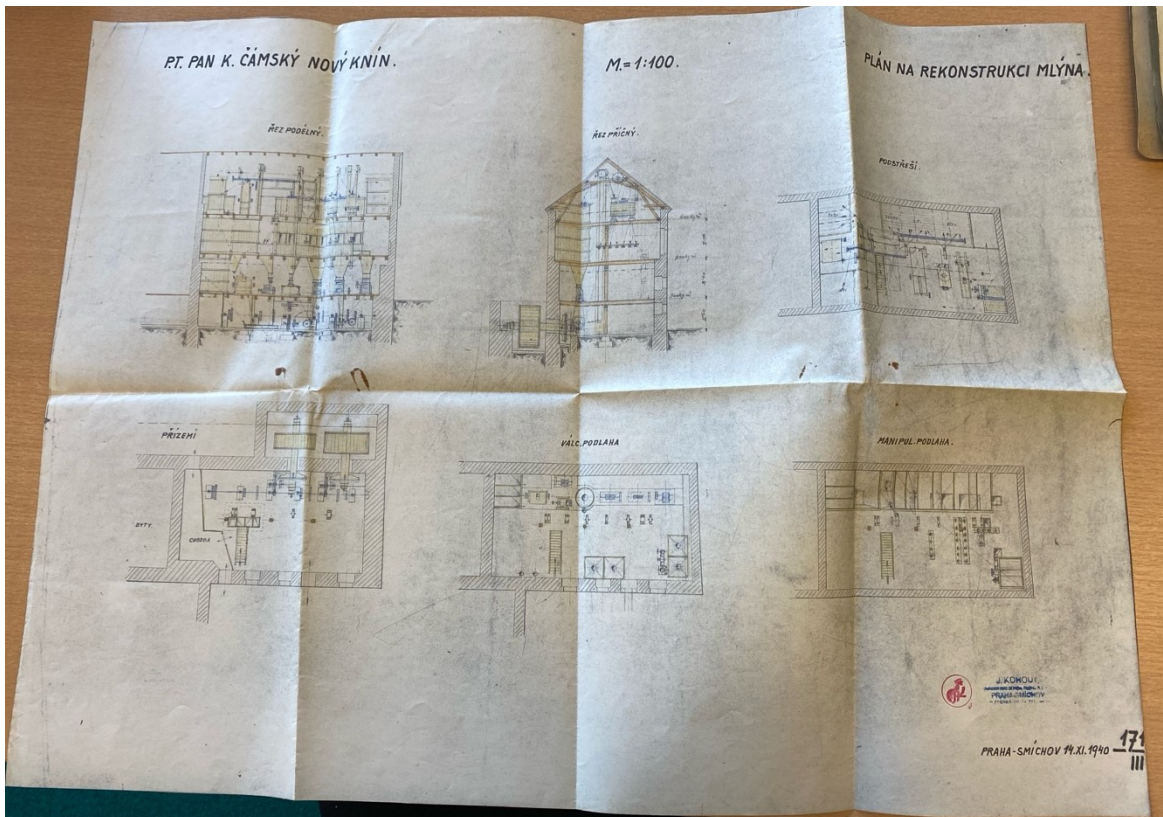 P.T. PAN K. ČÁMSKÝ NOVÝ KNÍN.
M.= 1:100.
PLÁN NA REKONSTRUKCI MLÝNA.
ŘEZ PODÉLNÝ.
ŘEZ PŘÍČNÝ.
PODSTŘEŠÍ.
PŘÍZEMÍ
VÁLC. PODLAHA
MANIPUL. PODLAHA.
BYTY.
CHODBA
J. KOHOUT,
PRAHA-SMÍCHOV
PRAHA-SMÍCHOV 14.XI.1940
171
III